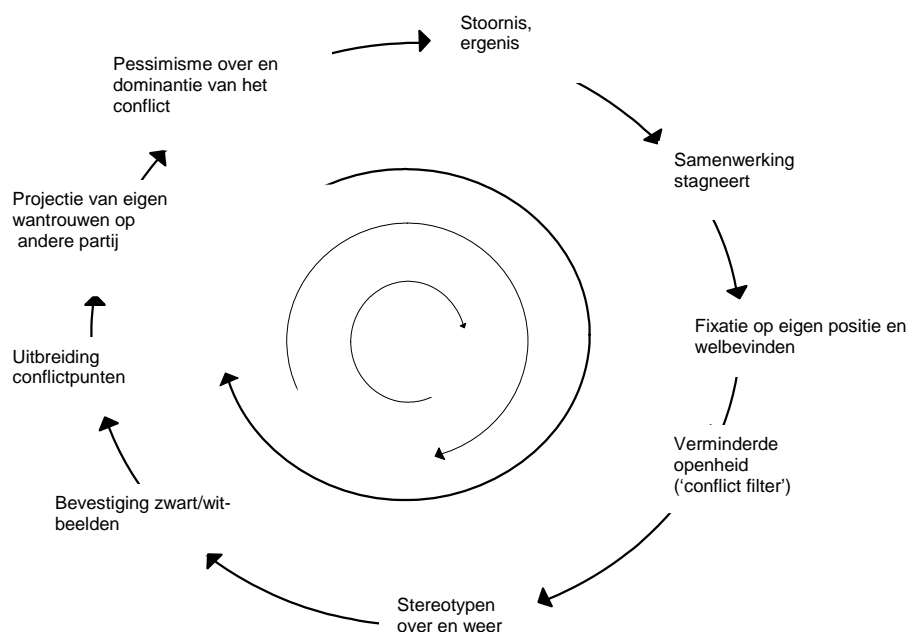 Stoornis,
ergenis
Samenwerking
stagneert
Fixatie op eigen positie en
welbevinden
Verminderde
openheid
(‘conflict filter’)
Stereotypen
over en weer
Bevestiging zwart/wit-
beelden
Uitbreiding
conflictpunten
Projectie van eigen
wantrouwen op
andere partij
Pessimisme over en
dominantie van het
conflict